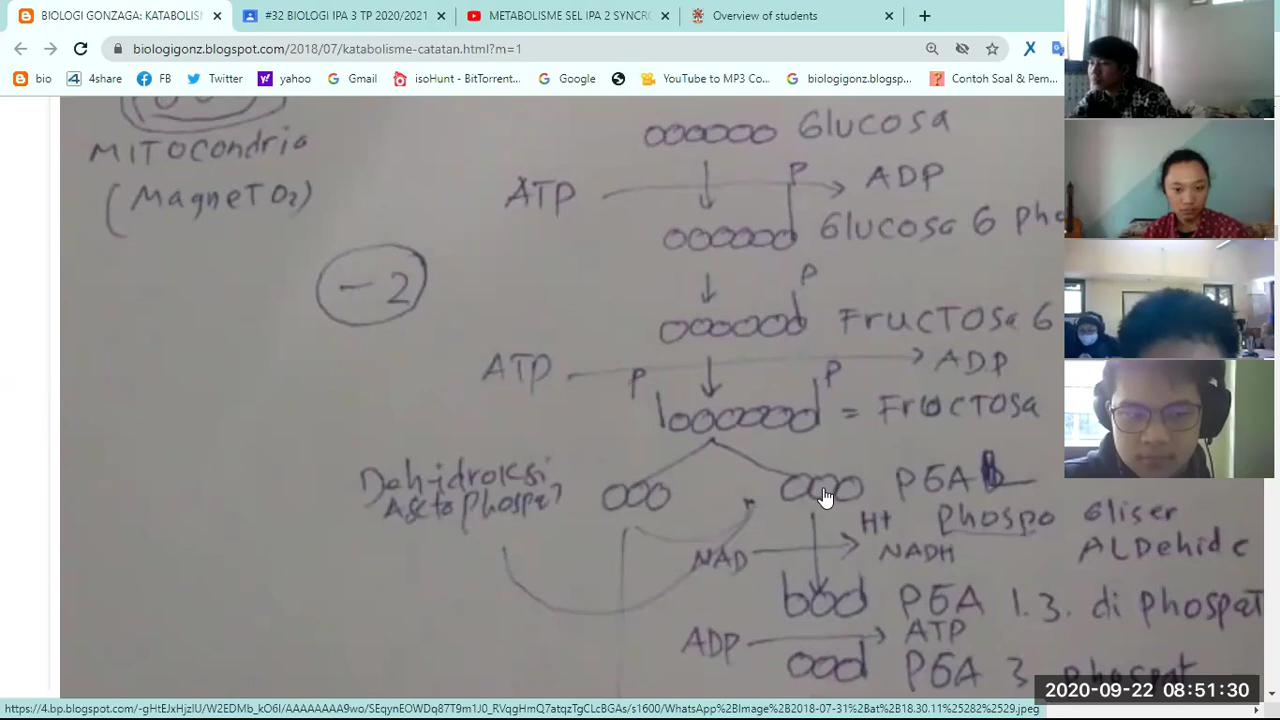 BIOLOGI GONZAGA: KATABOLISM
#32 BIOLOGI IPA 3 TP 2020/2021
METABOLISME SEL IPA 2 SYNCRO
Overview of students
biologigonz.blogspot.com/2018/07/katabolisme-catatan.html?m=1
bio
4share
FB
Twitter
yahoo
Gmail
isoHunt - BitTorrent...
Google
YouTube to MP3 Co...
biologigonz.blogsp...
Contoh Soal & Pem...
MITOCondria
(MagneT O2)
Glucosa
ATP
P
ADP
Glucosa 6 pho
- 2
P
FrucTOSa 6
ATP
ADP
P
P
= FrucTOSa
Dehidroksi
PGA
H+
phospo Gliser
NAD
NADH
ALDehide
PGA 1.3. di phospaT
ADP
ATP
PGA 3 phospat
2020-09-22 08:51:30
https://4.bp.blogspot.com/-gHtEJxHjzlU/W2EDMb_kO6I/AAAAAAAACwo/SEqynEOWDq87T9m1J0_RVqgHmQ7atqzTgCLcBGAs/s1600/WhatsApp%2BImage%2B2018-07-31%2Bat%2B18.30.11%25282%2529.jpeg